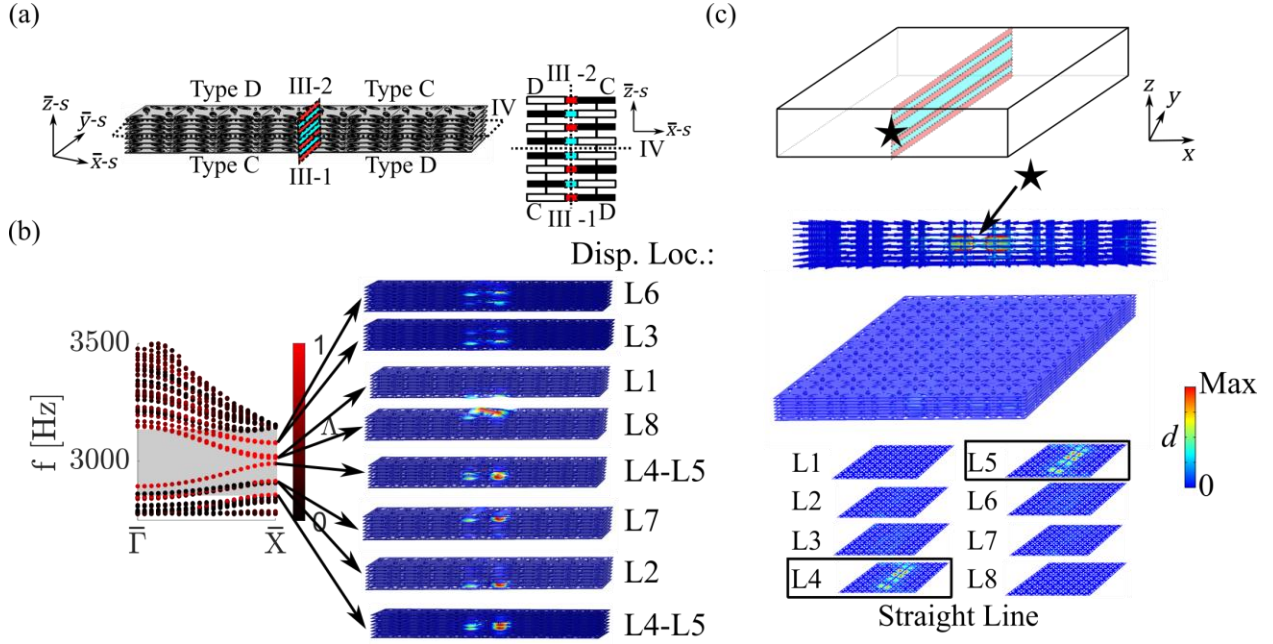 (a)
Type D
III-2
Type C
IV
z̄-s
ȳ-s
x̄-s
Type C
III-1
Type D
III -2
D
C
z̄-s
x̄-s
IV
C
D
III -1
(b)
Disp. Loc.:
L6
L3
L1
L8
L4-L5
L7
L2
L4-L5
3500
3000
f [Hz]
Γ̄
X̄
1
Λ
0
(c)
z
y
x
Max
d
0
L1
L2
L3
L4
L5
L6
L7
L8
Straight Line